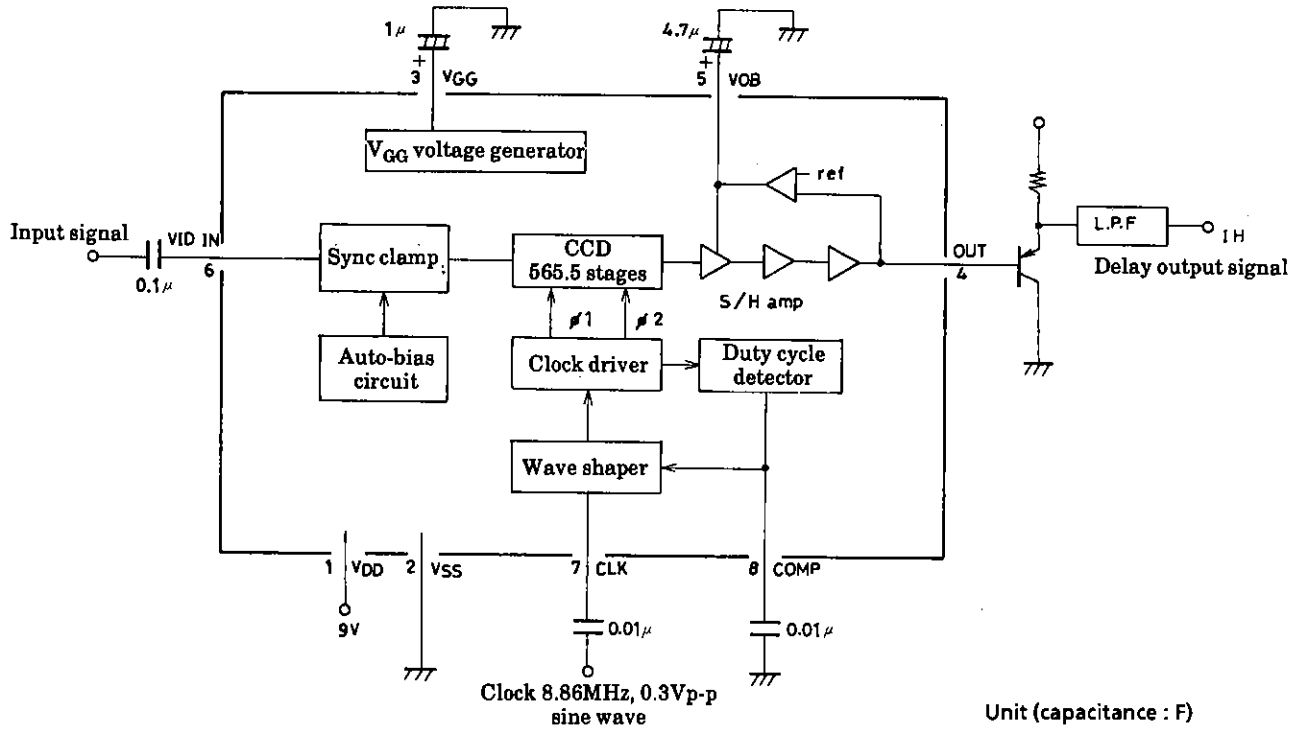 1µ
+
3 VGG
4.7µ
+
5 VOB
VGG voltage generator
ref
Input signal
VID IN
6
0.1µ
Sync clamp
CCD
565.5 stages
S/H amp
OUT
4
L.P.F
1H
Delay output signal
ø1
ø2
Auto-bias
circuit
Clock driver
Duty cycle
detector
Wave shaper
1 VDD
2 VSS
7 CLK
8 COMP
9V
0.01µ
0.01µ
Clock 8.86MHz, 0.3Vp-p
sine wave
Unit (capacitance : F)